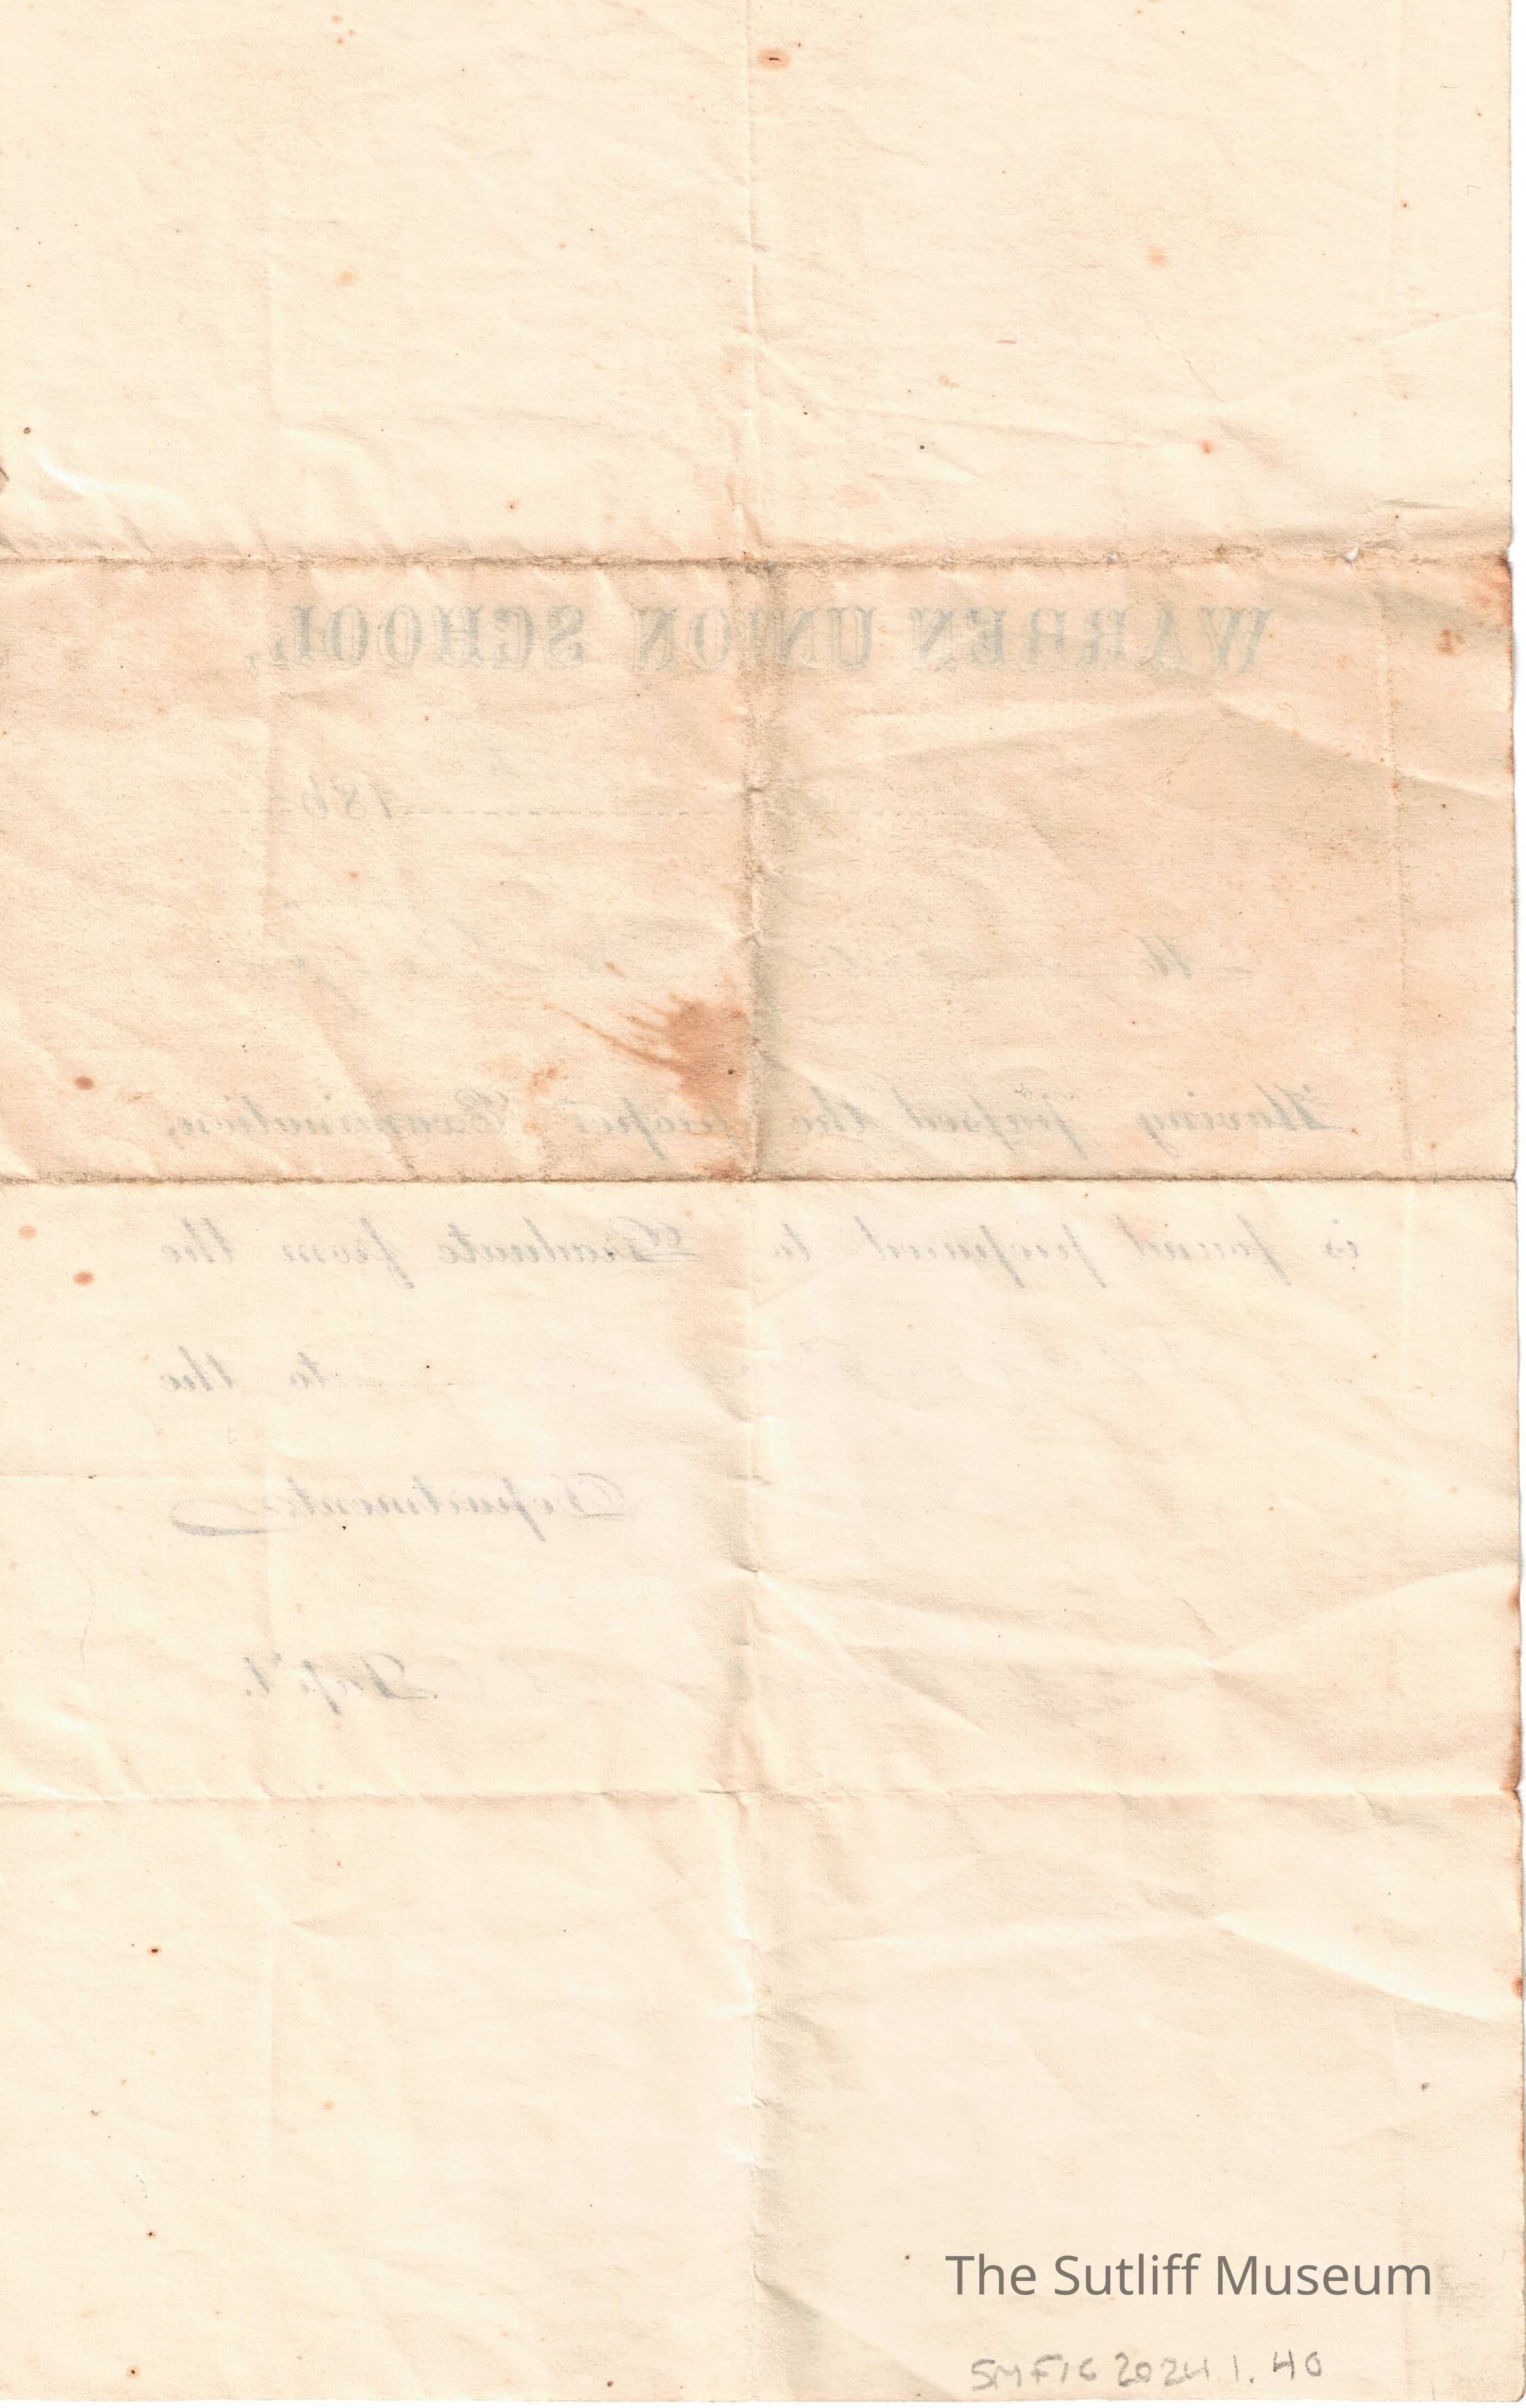 WARREN UNION SCHOOL,
186
M
Having passed the proper Examination,
is found prepared to Graduate from the
to the
Department.
Sup't.
The Sutliff Museum
SMF16 2024.1.40